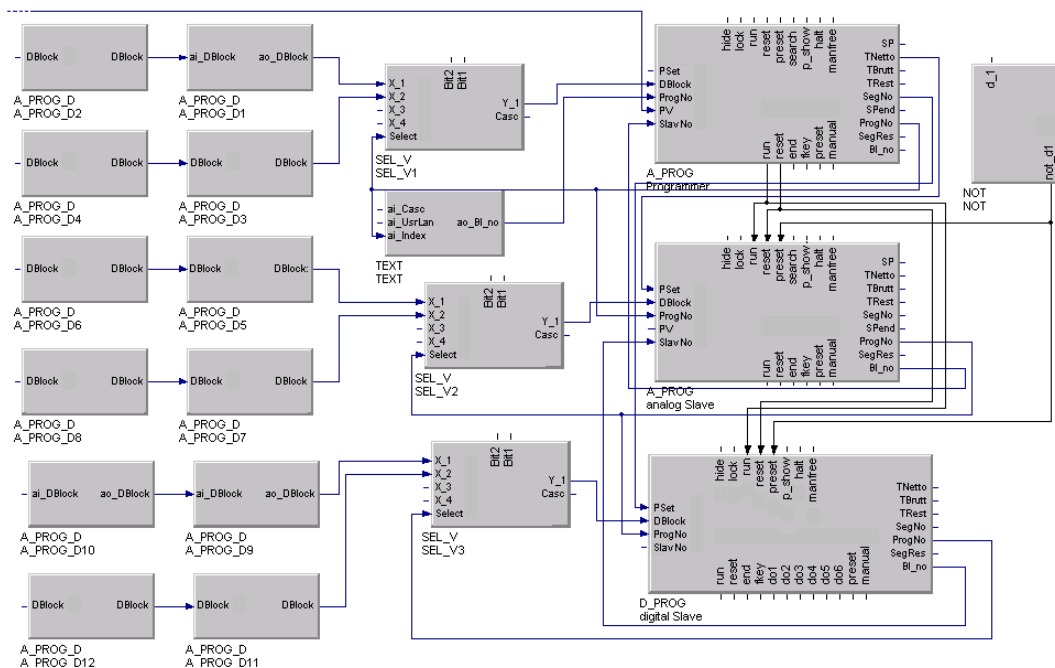 DBlock DBlock
A_PROG_D
A_PROG_D2
ai_DBlock ao_DBlock
A_PROG_D
A_PROG_D1
DBlock DBlock
A_PROG_D
A_PROG_D4
DBlock DBlock
A_PROG_D
A_PROG_D3
DBlock DBlock
A_PROG_D
A_PROG_D6
DBlock DBlock:
A_PROG_D
A_PROG_D5
DBlock DBlock
A_PROG_D
A_PROG_D8
DBlock DBlock
A_PROG_D
A_PROG_D7
ai_DBlock ao_DBlock
A_PROG_D
A_PROG_D10
ai_DBlock ao_DBlock
A_PROG_D
A_PROG_D9
DBlock DBlock
A_PROG_D
A_PROG_D12
DBlock DBlock
A_PROG_D
A_PROG_D11
Bit2
Bit1
X_1
X_2
X_3
X_4
Select
Y_1
Casc
SEL_V
SEL_V1
ai_Casc
ai_UsrLan
ai_Index
ao_Bl_no
TEXT
TEXT
Bit2
Bit1
X_1
X_2
X_3
X_4
Select
Y_1
Casc
SEL_V
SEL_V2
Bit2
Bit1
X_1
X_2
X_3
X_4
Select
Y_1
Casc
SEL_V
SEL_V3
hide
lock
run
reset
preset
search
p_show
halt
manfree
PSet
DBlock
ProgNo
PV
SlavNo
SP
TNetto
TBrutt
TRest
SegNo
SPend
ProgNo
SegRes
Bl_no
run
reset
end
fkey
preset
manual
A_PROG
Programmer
hide
lock
run
reset
preset
search
p_show
halt
manfree
PSet
DBlock
ProgNo
PV
SlavNo
SP
TNetto
TBrutt
TRest
SegNo
SPend
ProgNo
SegRes
Bl_no
run
reset
end
fkey
preset
manual
A_PROG
analog Slave
hide
lock
run
reset
preset
p_show
halt
manfree
PSet
DBlock
ProgNo
SlavNo
TNetto
TBrutt
TRest
SegNo
ProgNo
SegRes
Bl_no
run
reset
end
fkey
do1
do2
do3
do4
do5
do6
preset
manual
D_PROG
digital Slave
d_1
not_d1
NOT
NOT